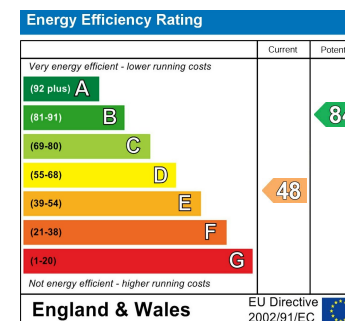 Energy Efficiency Rating
Current
Very energy efficient - lower running costs
(92 plus) A
(81-91) B
(69-80) C
(55-68) D
(39-54) E
48
(21-38) F
(1-20) G
Not energy efficient - higher running costs
England & Wales
EU Directive
2002/91/EC